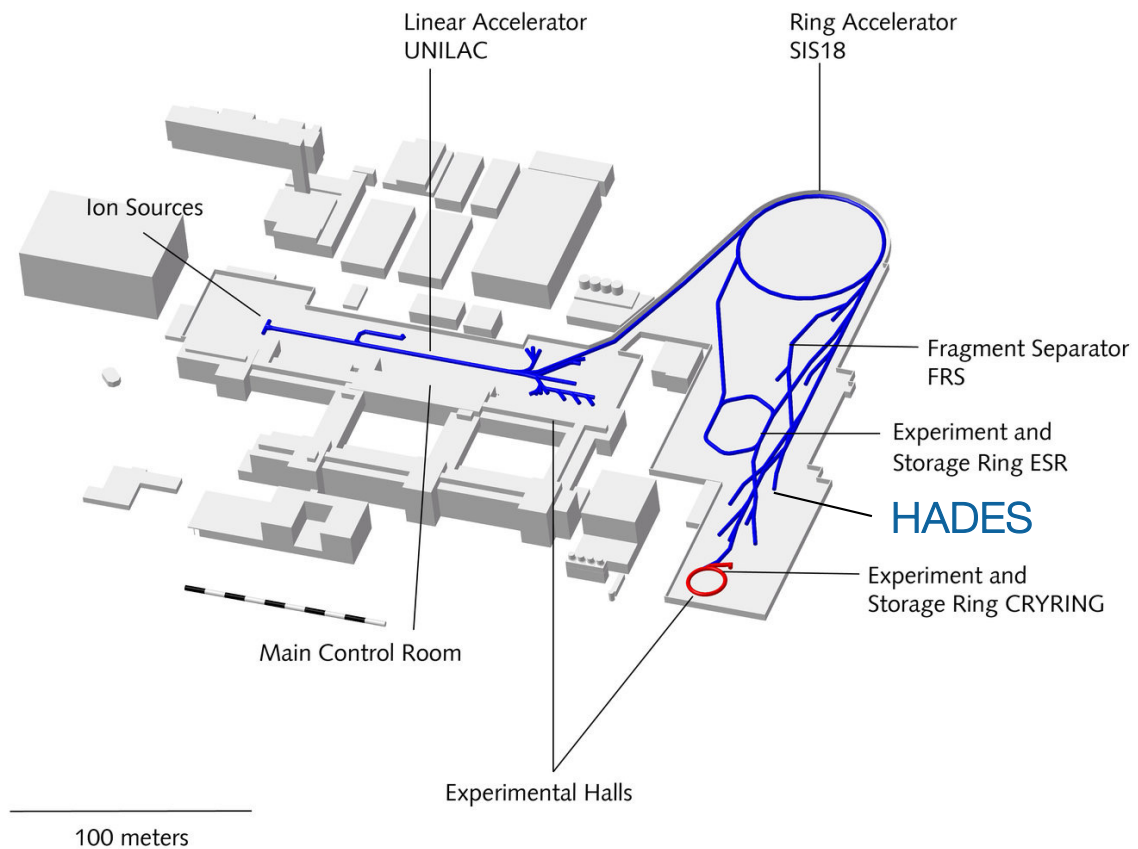 Linear Accelerator
UNILAC
Ring Accelerator
SIS18
Ion Sources
Fragment Separator
FRS
Experiment and
Storage Ring ESR
HADES
Experiment and
Storage Ring CRYRING
Main Control Room
Experimental Halls
100 meters